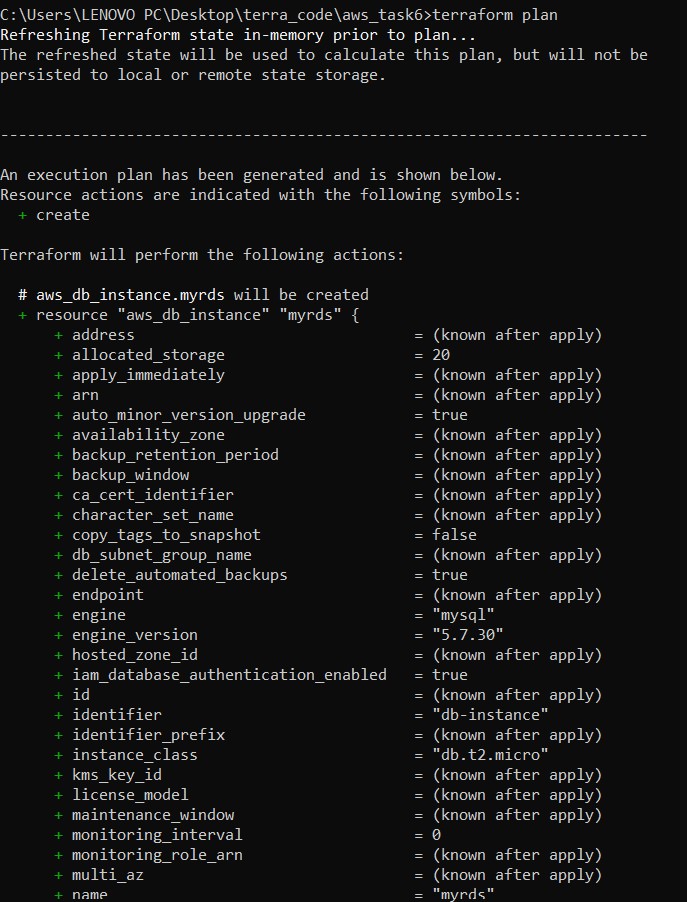 C:\Users\LENOVO PC\Desktop\terra_code\aws_task6>terraform plan
Refreshing Terraform state in-memory prior to plan...
The refreshed state will be used to calculate this plan, but will not be
persisted to local or remote state storage.
------------------------------------------------------------------------
An execution plan has been generated and is shown below.
Resource actions are indicated with the following symbols:
  + create
Terraform will perform the following actions:
  # aws_db_instance.myrds will be created
  + resource "aws_db_instance" "myrds" {
      + address                               = (known after apply)
      + allocated_storage                     = 20
      + apply_immediately                     = (known after apply)
      + arn                                   = (known after apply)
      + auto_minor_version_upgrade            = true
      + availability_zone                     = (known after apply)
      + backup_retention_period               = (known after apply)
      + backup_window                         = (known after apply)
      + ca_cert_identifier                    = (known after apply)
      + character_set_name                    = (known after apply)
      + copy_tags_to_snapshot                 = false
      + db_subnet_group_name                  = (known after apply)
      + delete_automated_backups              = true
      + endpoint                              = (known after apply)
      + engine                                = "mysql"
      + engine_version                        = "5.7.30"
      + hosted_zone_id                        = (known after apply)
      + iam_database_authentication_enabled   = true
      + id                                    = (known after apply)
      + identifier                            = "db-instance"
      + identifier_prefix                     = (known after apply)
      + instance_class                        = "db.t2.micro"
      + kms_key_id                            = (known after apply)
      + license_model                         = (known after apply)
      + maintenance_window                    = (known after apply)
      + monitoring_interval                   = 0
      + monitoring_role_arn                   = (known after apply)
      + multi_az                              = (known after apply)
      + name                                  = "myrds"